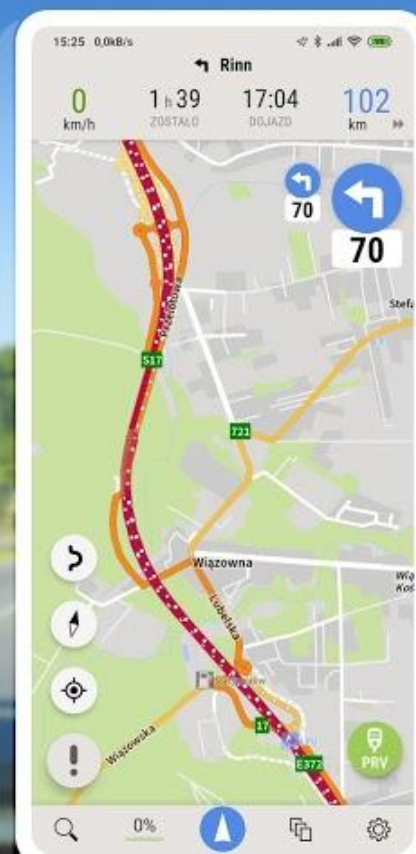 15:25 0,0kB/s
Rinn
0 1 h 39 17:04 102
km/h ZOSTAŁO DOJAZD km
70 70
Przelotowa
S17
721
Wiązowna
Lubelska
17
Wiązowska
E372
PRV
0%